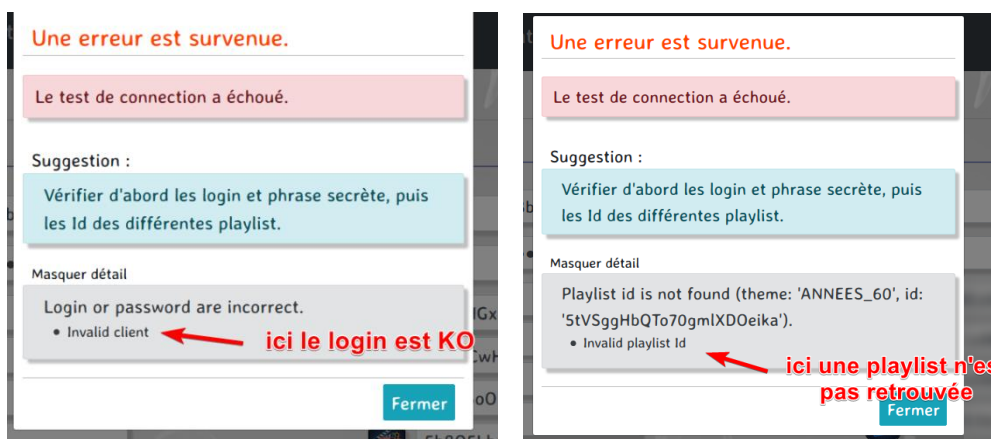 Une erreur est survenue.
Le test de connection a échoué.
Suggestion :
Vérifier d'abord les login et phrase secrète, puis
les Id des différentes playlist.
Masquer détail
Login or password are incorrect.
Invalid client
ici le login est KO
Fermer
Une erreur est survenue.
Le test de connection a échoué.
Suggestion :
Vérifier d'abord les login et phrase secrète, puis
les Id des différentes playlist.
Masquer détail
Playlist id is not found (theme: 'ANNEES_60', id:
'5tVSggHbQTo70gmlXDOeika').
Invalid playlist Id
ici une playlist n'es
pas retrouvée
Fermer